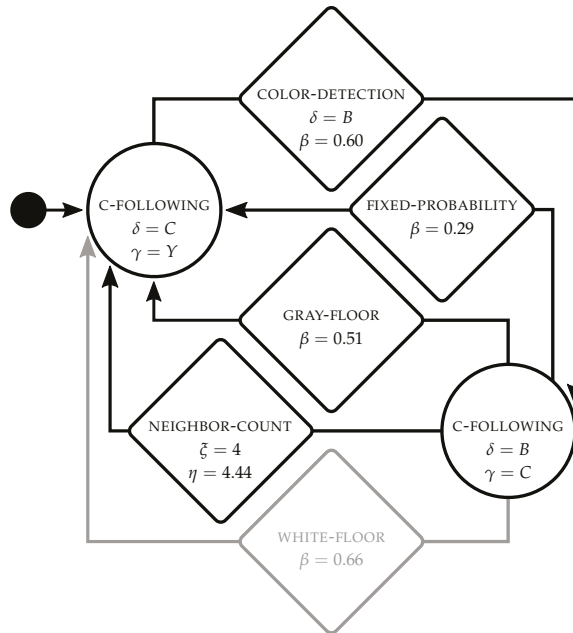 COLOR-DETECTION
δ = B
β = 0.60
C-FOLLOWING
δ = C
γ = Y
FIXED-PROBABILITY
β = 0.29
GRAY-FLOOR
β = 0.51
NEIGHBOR-COUNT
ξ = 4
η = 4.44
C-FOLLOWING
δ = B
γ = C
WHITE-FLOOR
β = 0.66